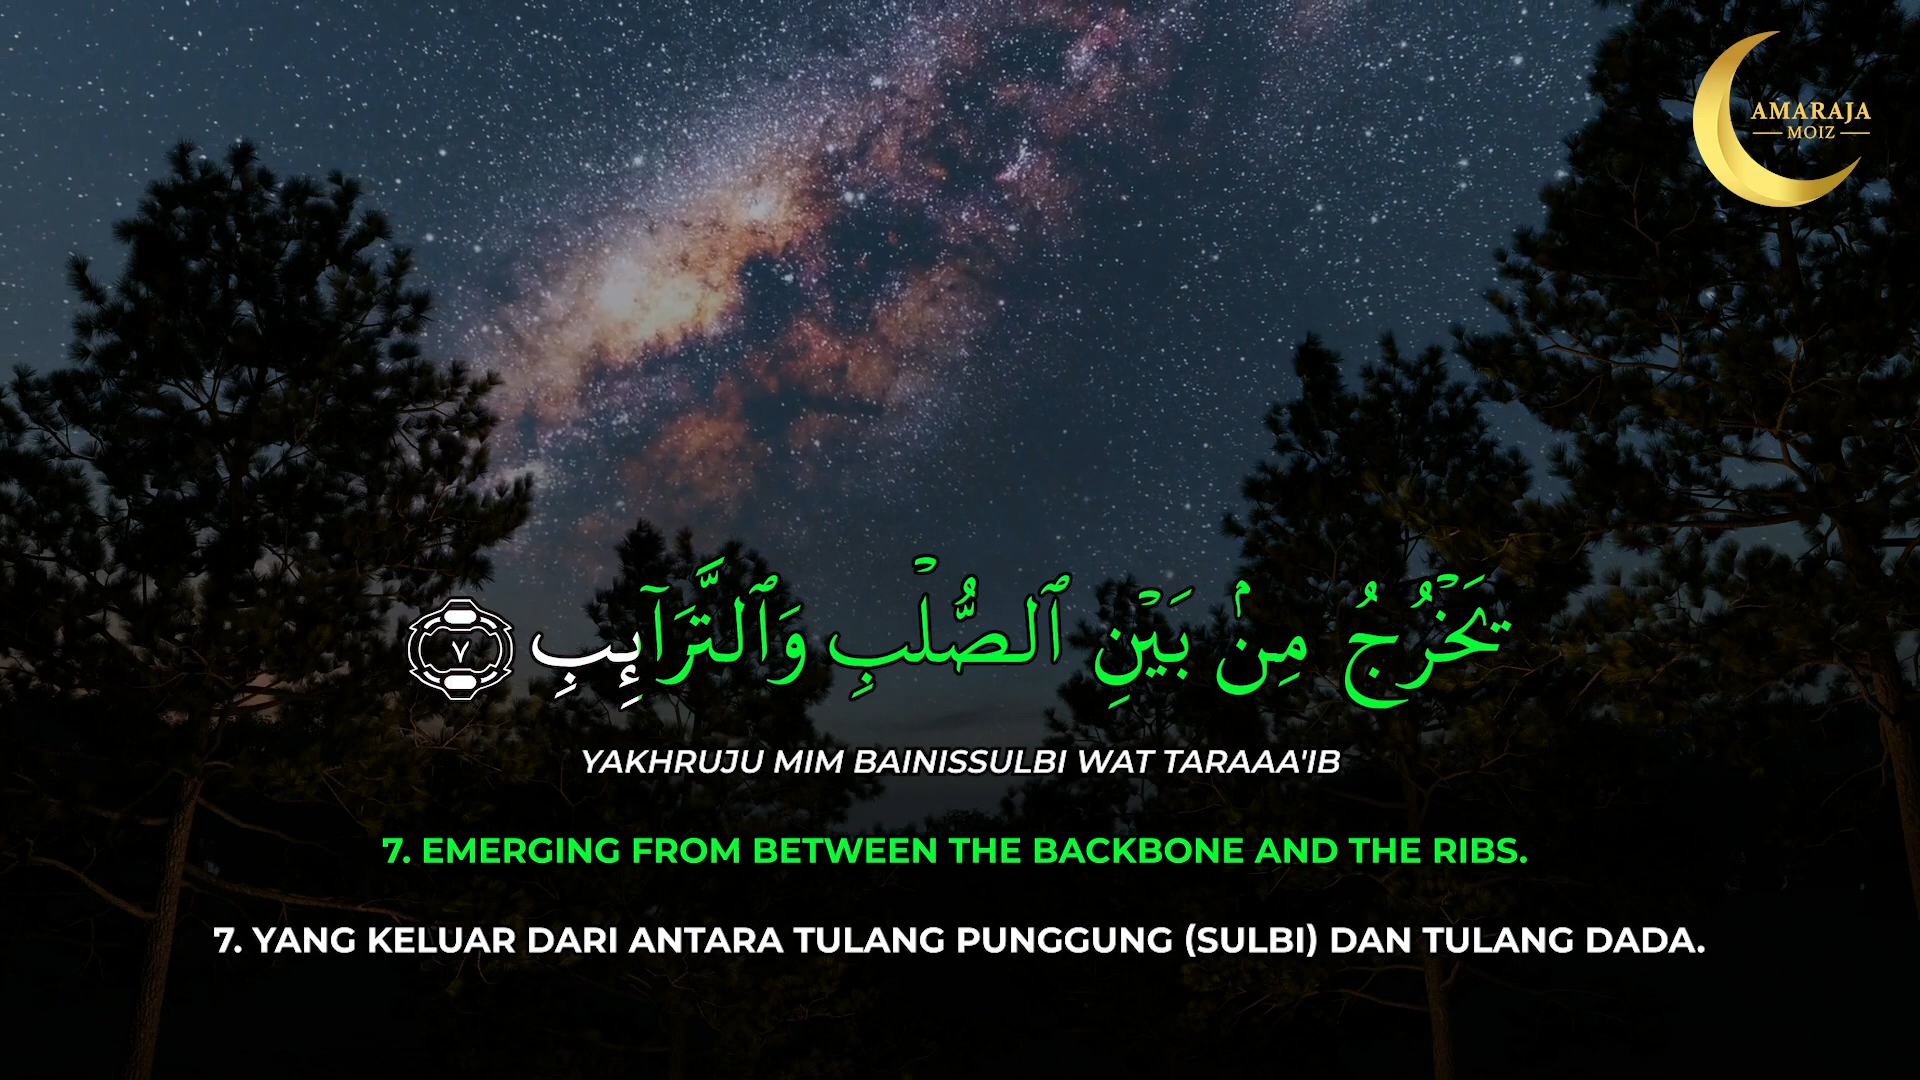 AMARAJA
MOIZ
يَخْرُجُ مِنۢ بَيْنِ ٱلصُّلْبِ وَٱلتَّرَآئِبِ ٧
YAKHRUJU MIM BAINISSULBI WAT TARAAA'IB
7. EMERGING FROM BETWEEN THE BACKBONE AND THE RIBS.
7. YANG KELUAR DARI ANTARA TULANG PUNGGUNG (SULBI) DAN TULANG DADA.